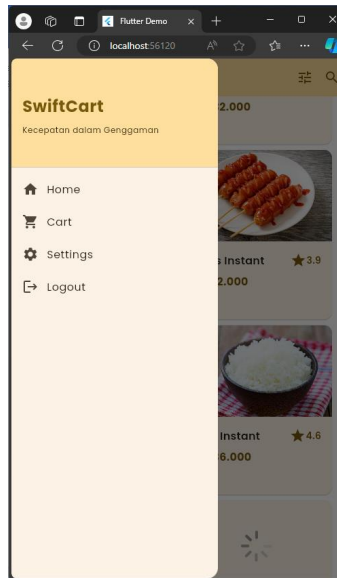 Flutter Demo
localhost:56120
SwiftCart
Kecepatan dalam Genggaman
Home
Cart
Settings
Logout
2.000
s Instant
3.9
2.000
Instant
4.6
6.000